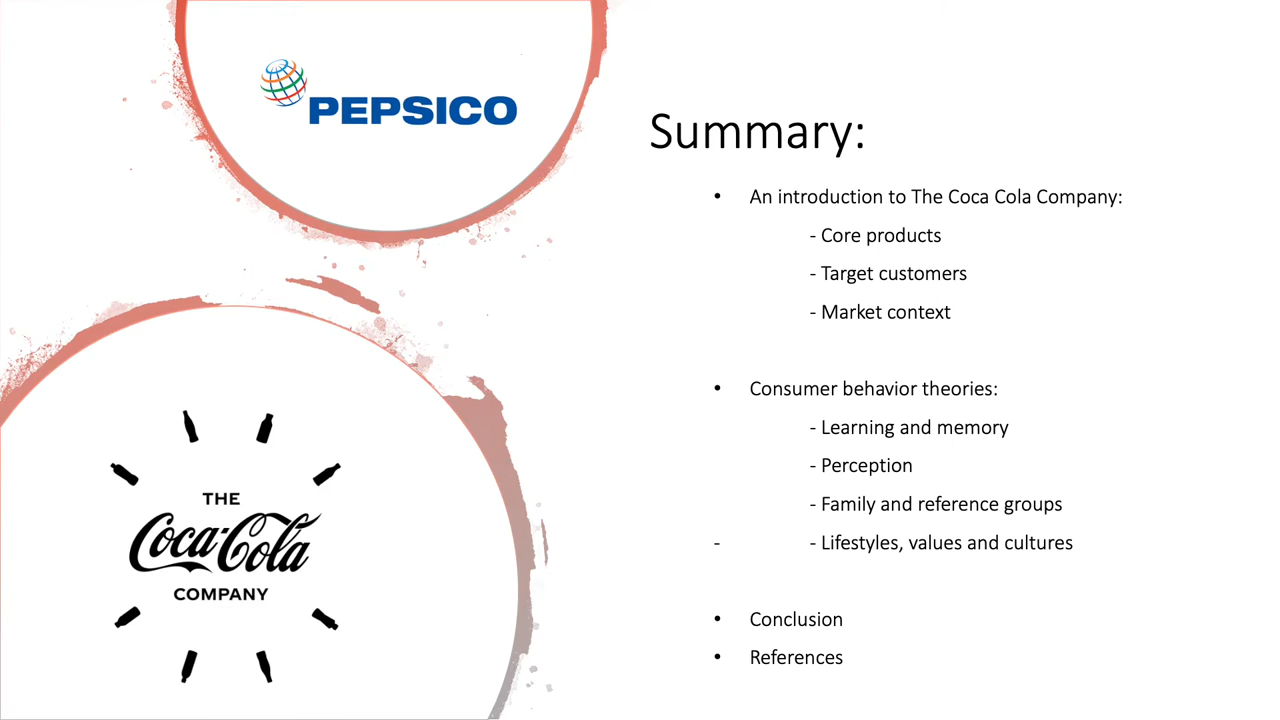 PEPSICO
Summary:
• An introduction to The Coca Cola Company:
- Core products
- Target customers
- Market context
• Consumer behavior theories:
- Learning and memory
- Perception
- Family and reference groups
- - Lifestyles, values and cultures
• Conclusion
• References
THE
Coca-Cola
COMPANY